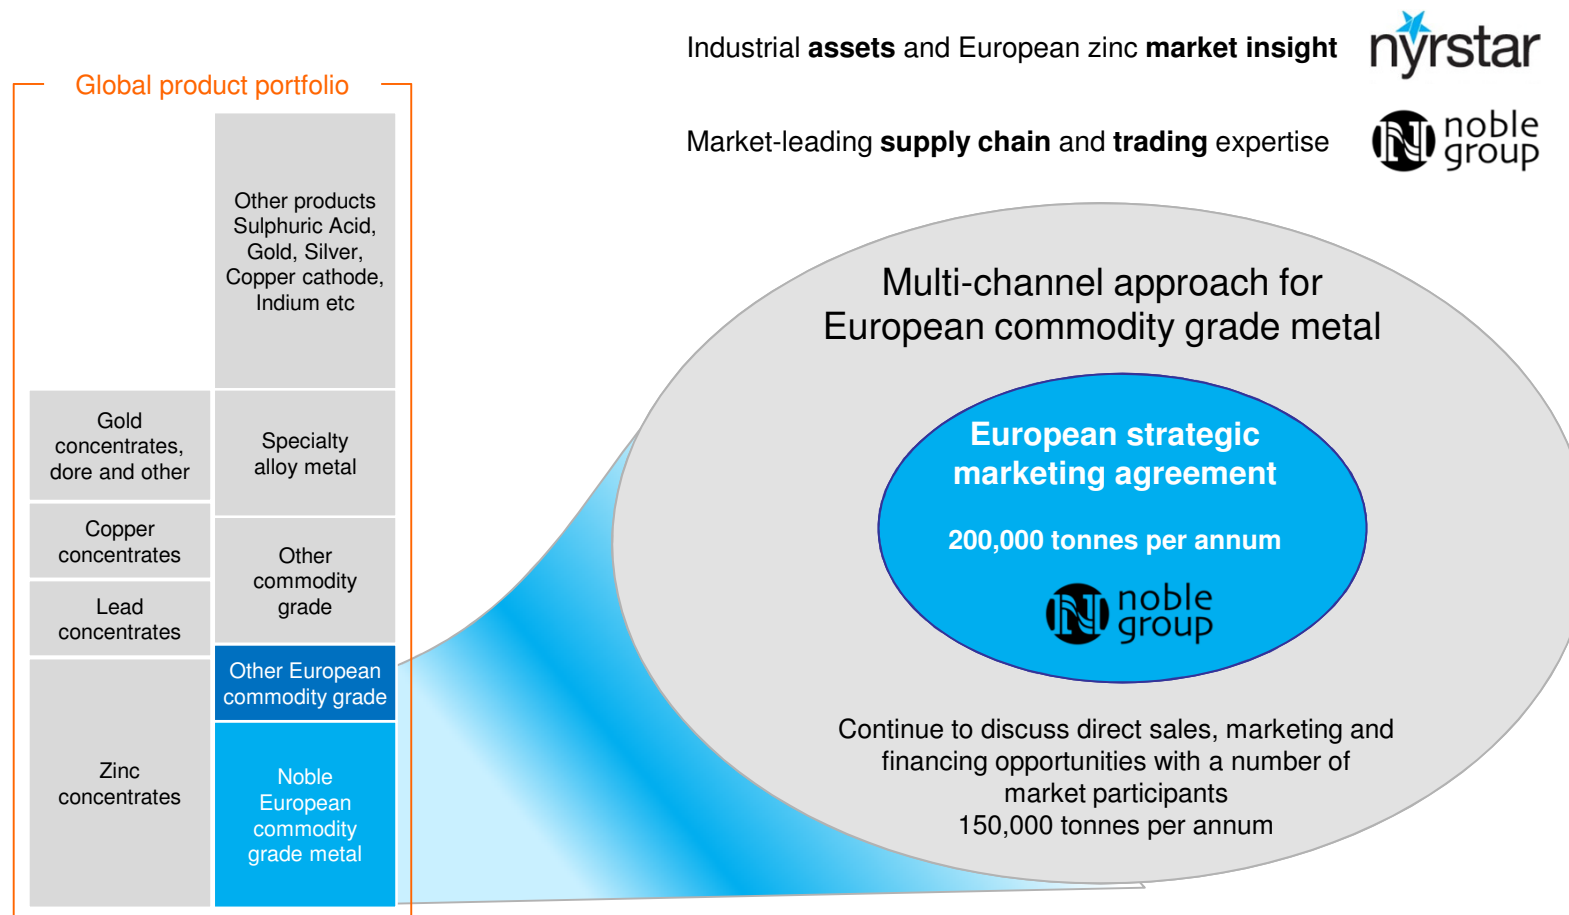 Industrial assets and European zinc market insight
nyrstar
Market-leading supply chain and trading expertise
noble
group
Global product portfolio
Other products
Sulphuric Acid,
Gold, Silver,
Copper cathode,
Indium etc
Gold
concentrates,
dore and other
Specialty
alloy metal
Copper
concentrates
Other
commodity
grade
Lead
concentrates
Other European
commodity grade
Zinc
concentrates
Noble
European
commodity
grade metal
Multi-channel approach for
European commodity grade metal
European strategic
marketing agreement
200,000 tonnes per annum
noble
group
Continue to discuss direct sales, marketing and
financing opportunities with a number of
market participants
150,000 tonnes per annum